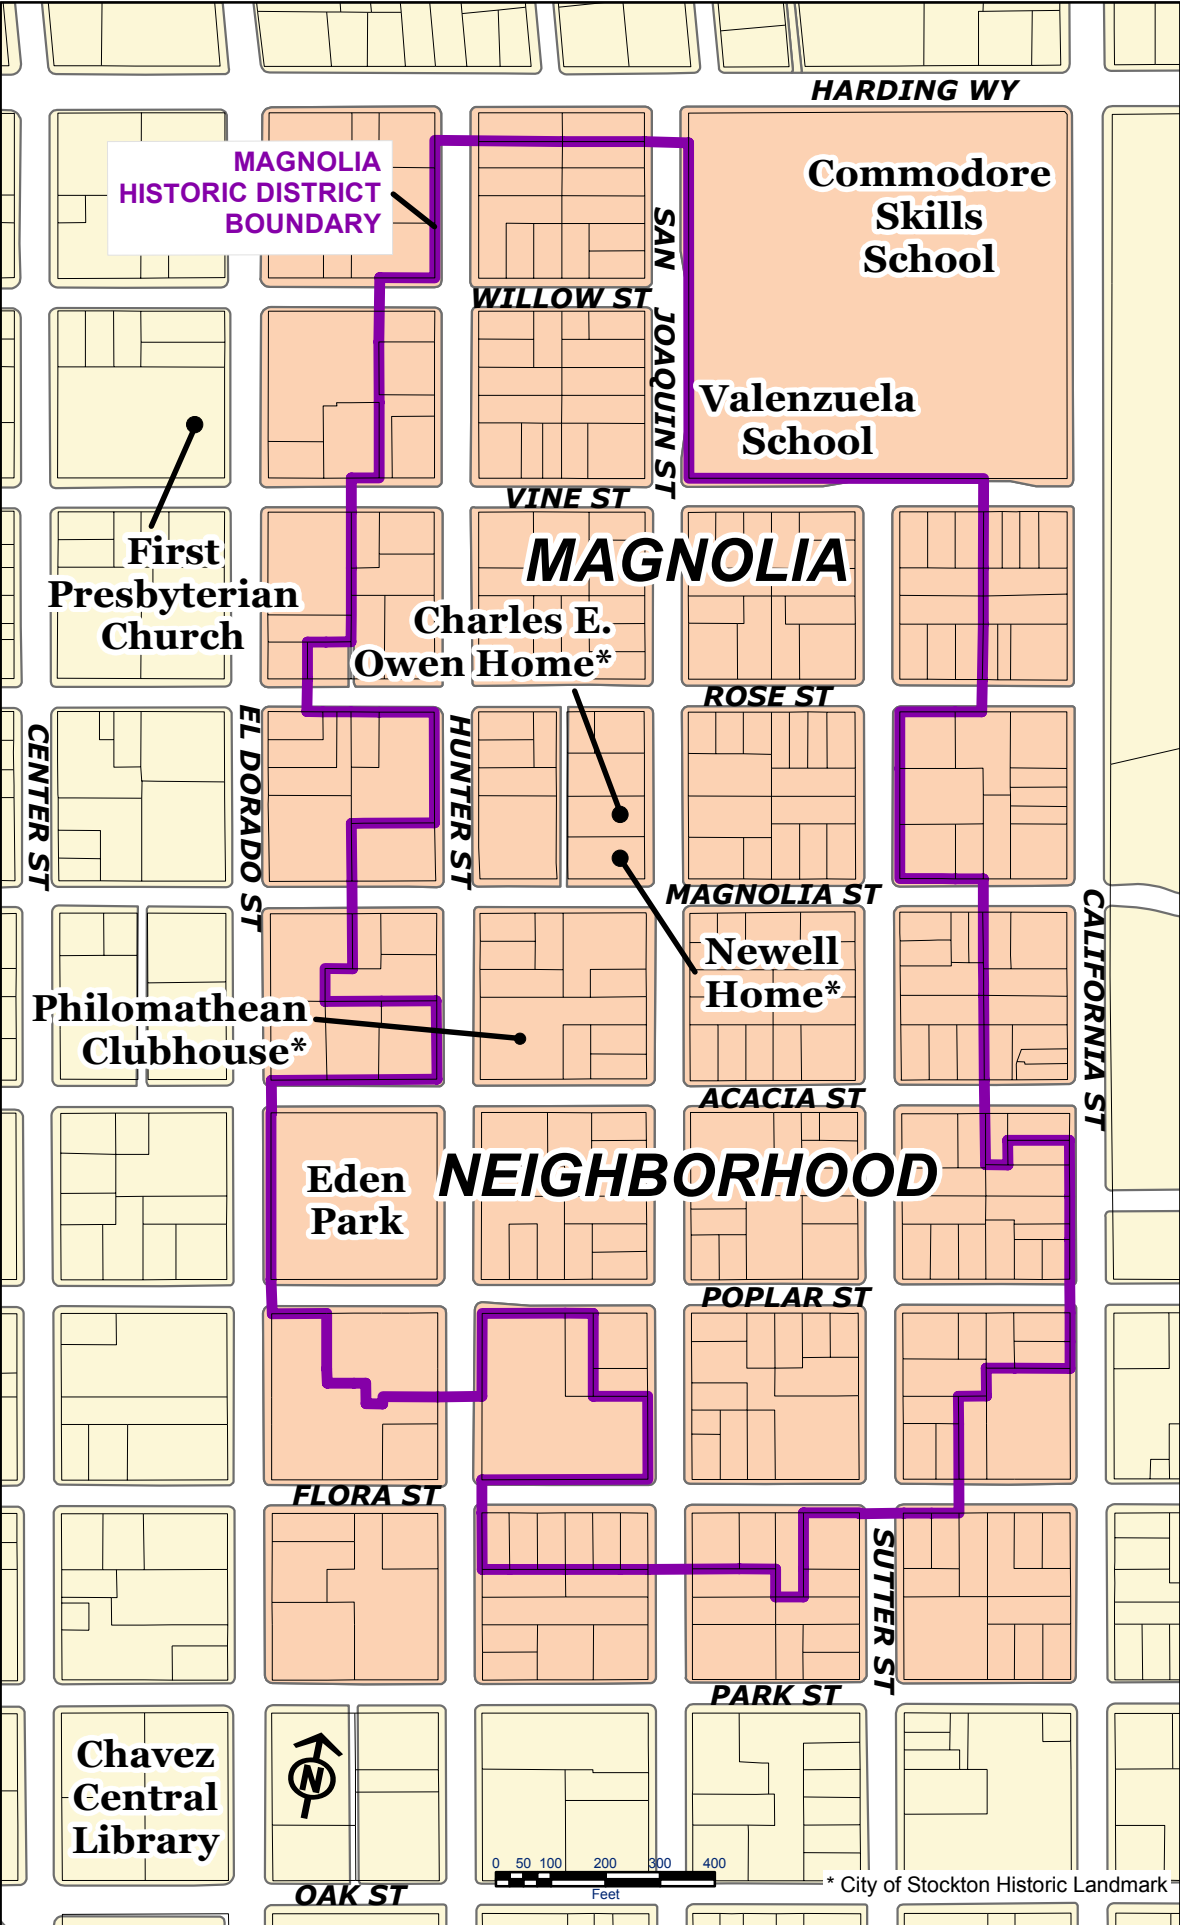 HARDING WY
MAGNOLIA
HISTORIC DISTRICT
BOUNDARY
Commodore
Skills
School
SAN JOAQUIN ST
WILLOW ST
Valenzuela
School
VINE ST
MAGNOLIA
First
Presbyterian
Church
Charles E.
Owen Home*
ROSE ST
CENTER ST
EL DORADO ST
HUNTER ST
MAGNOLIA ST
CALIFORNIA ST
Newell
Home*
Philomathean
Clubhouse*
ACACIA ST
NEIGHBORHOOD
Eden
Park
POPLAR ST
FLORA ST
SUTTER ST
PARK ST
Chavez
Central
Library
N
0 50 100 200 300 400
Feet
* City of Stockton Historic Landmark
OAK ST